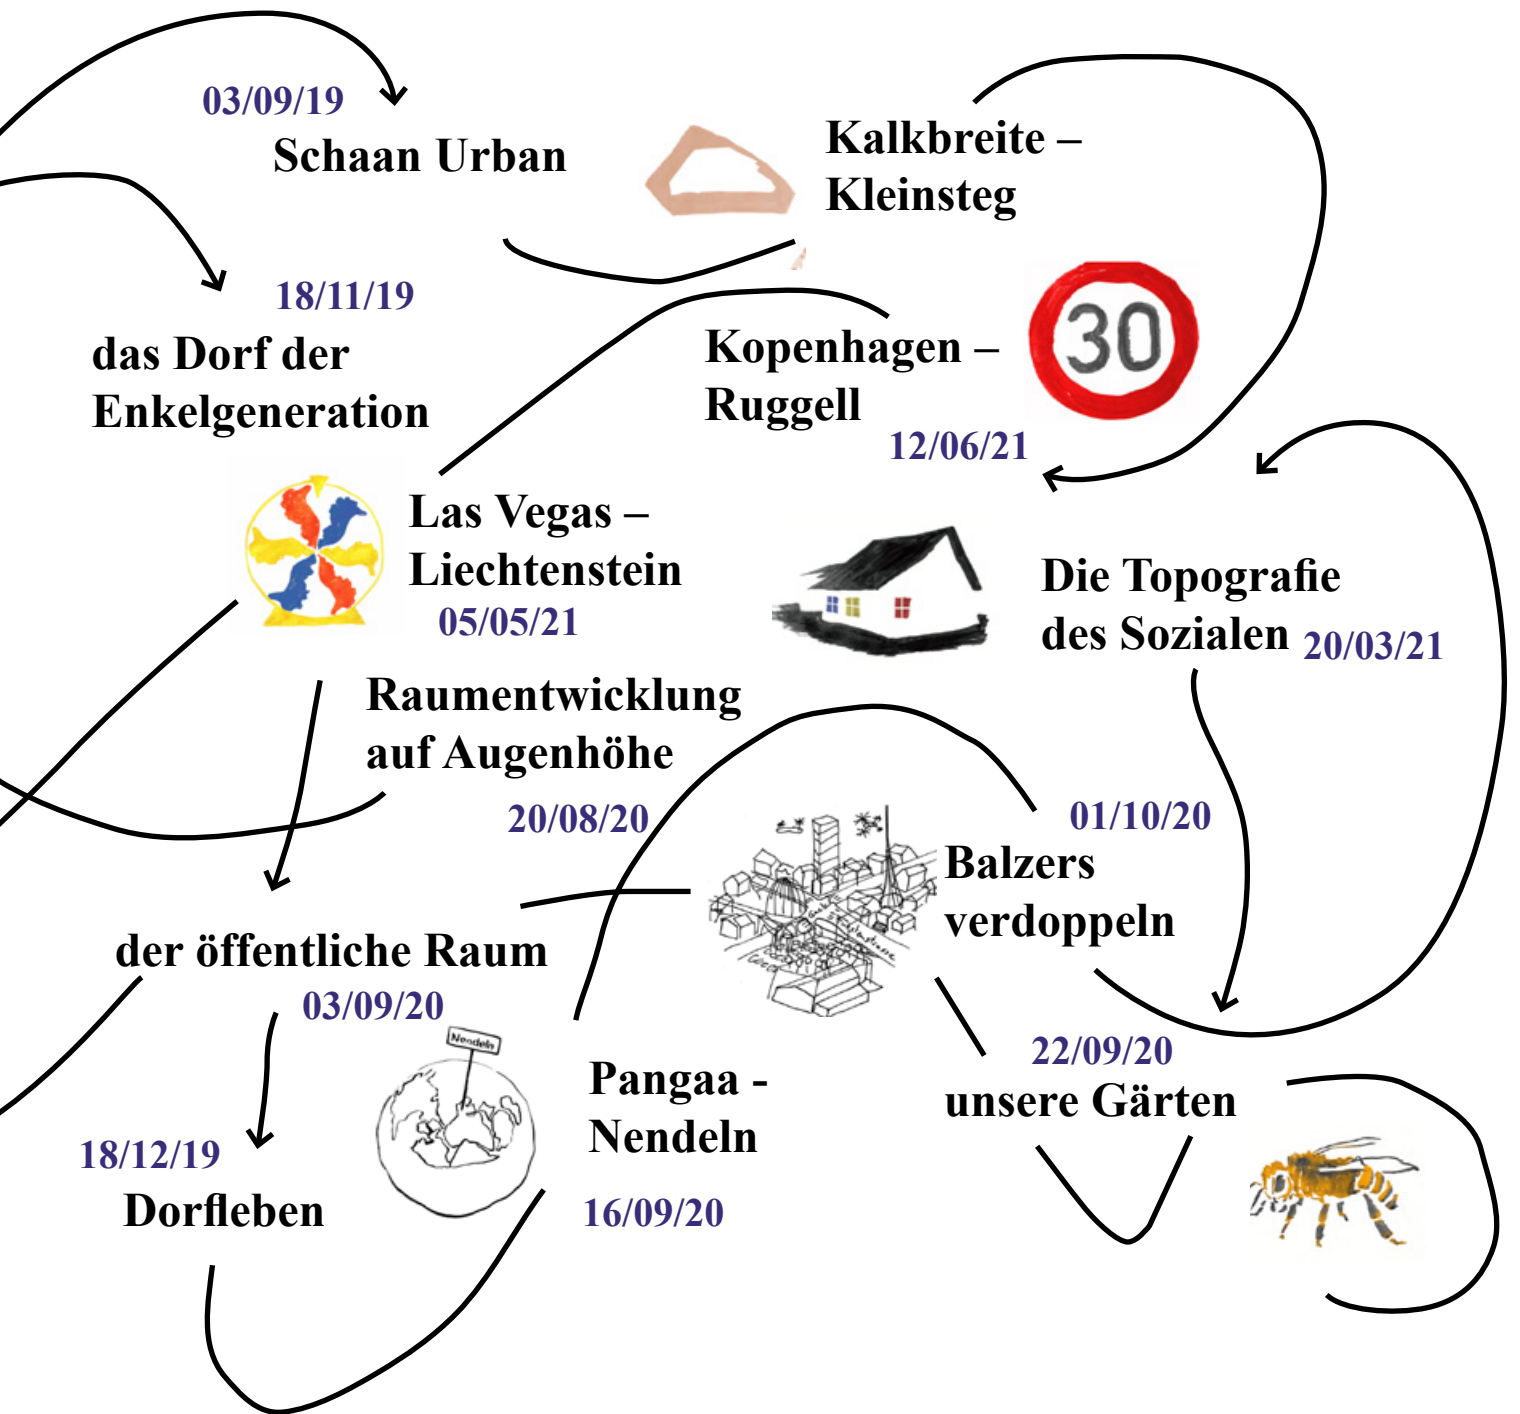 03/09/19
Schaan Urban
Kalkbreite –
Kleinsteg
18/11/19
das Dorf der
Enkelgeneration
Kopenhagen –
Ruggell
12/06/21
30
Las Vegas –
Liechtenstein
05/05/21
Die Topografie
des Sozialen
20/03/21
Raumentwicklung
auf Augenhöhe
20/08/20
01/10/20
Balzers
verdoppeln
der öffentliche Raum
03/09/20
Nendeln
Pangaa -
Nendeln
16/09/20
22/09/20
unsere Gärten
18/12/19
Dorfleben